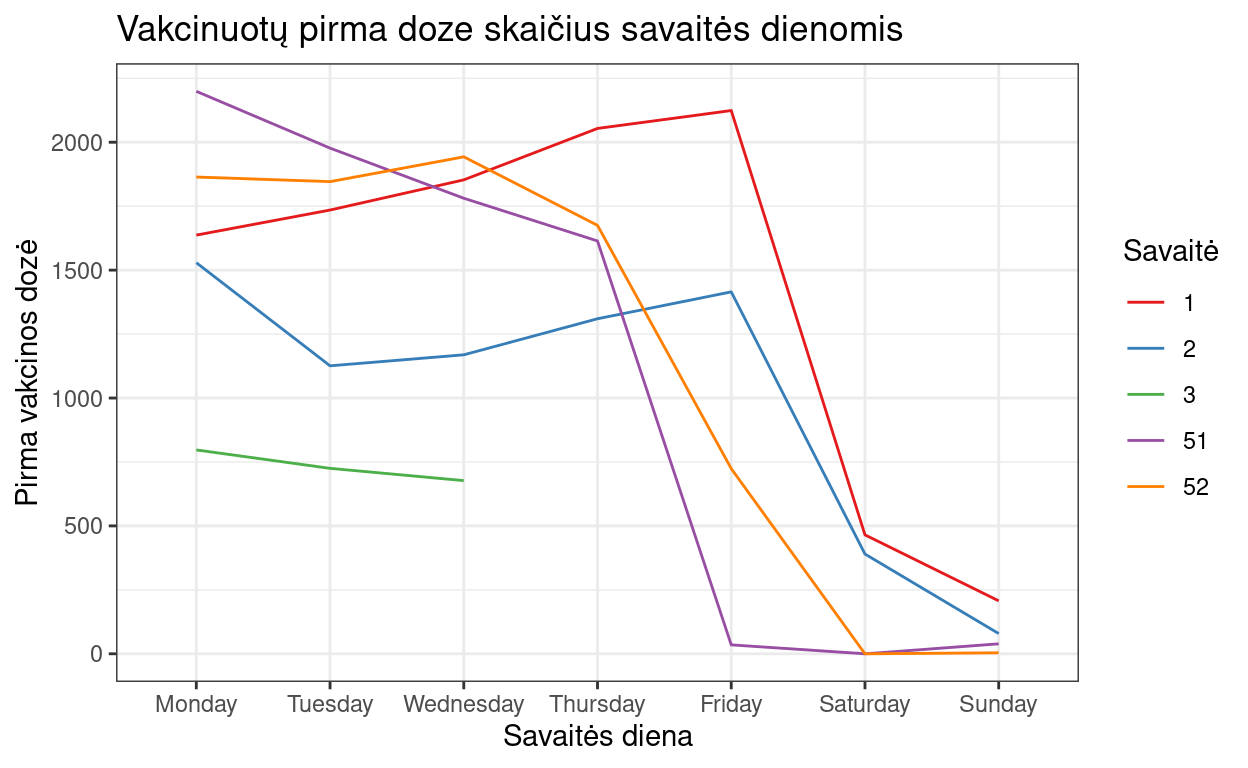 Vakcinuotų pirma doze skaičius savaitės dienomis
Pirma vakcinos dozė
2000
1500
1000
500
0
Monday Tuesday Wednesday Thursday Friday Saturday Sunday
Savaitės diena
Savaitė
1
2
3
51
52